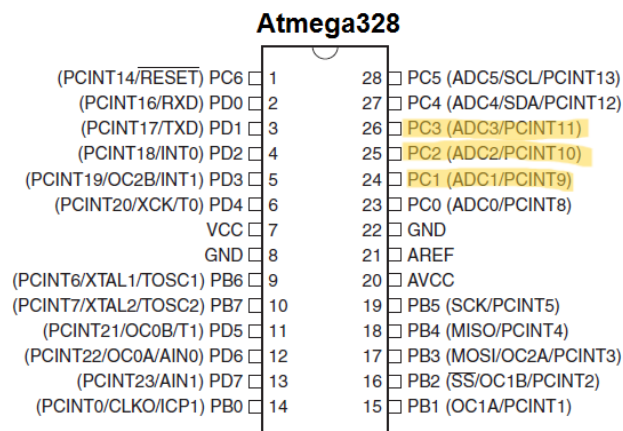 Atmega328
(PCINT14/RESET) PC6 1 28 PC5 (ADC5/SCL/PCINT13)
(PCINT16/RXD) PD0 2 27 PC4 (ADC4/SDA/PCINT12)
(PCINT17/TXD) PD1 3 26 PC3 (ADC3/PCINT11)
(PCINT18/INT0) PD2 4 25 PC2 (ADC2/PCINT10)
(PCINT19/OC2B/INT1) PD3 5 24 PC1 (ADC1/PCINT9)
(PCINT20/XCK/T0) PD4 6 23 PC0 (ADC0/PCINT8)
VCC 7 22 GND
GND 8 21 AREF
(PCINT6/XTAL1/TOSC1) PB6 9 20 AVCC
(PCINT7/XTAL2/TOSC2) PB7 10 19 PB5 (SCK/PCINT5)
(PCINT21/OC0B/T1) PD5 11 18 PB4 (MISO/PCINT4)
(PCINT22/OC0A/AIN0) PD6 12 17 PB3 (MOSI/OC2A/PCINT3)
(PCINT23/AIN1) PD7 13 16 PB2 (SS/OC1B/PCINT2)
(PCINT0/CLKO/ICP1) PB0 14 15 PB1 (OC1A/PCINT1)